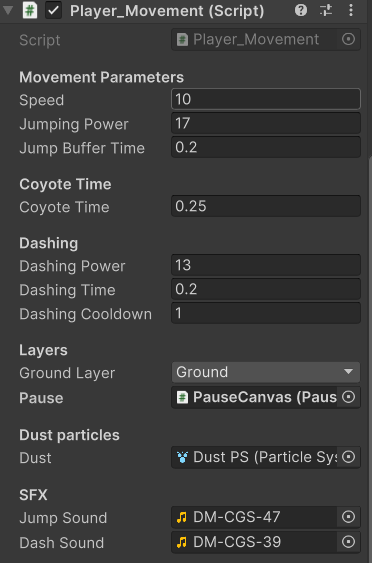 Player_Movement (Script)
Script Player_Movement
Movement Parameters
Speed 10
Jumping Power 17
Jump Buffer Time 0.2
Coyote Time
Coyote Time 0.25
Dashing
Dashing Power 13
Dashing Time 0.2
Dashing Cooldown 1
Layers
Ground Layer Ground
Pause PauseCanvas (Paus
Dust particles
Dust Dust PS (Particle Sys
SFX
Jump Sound DM-CGS-47
Dash Sound DM-CGS-39